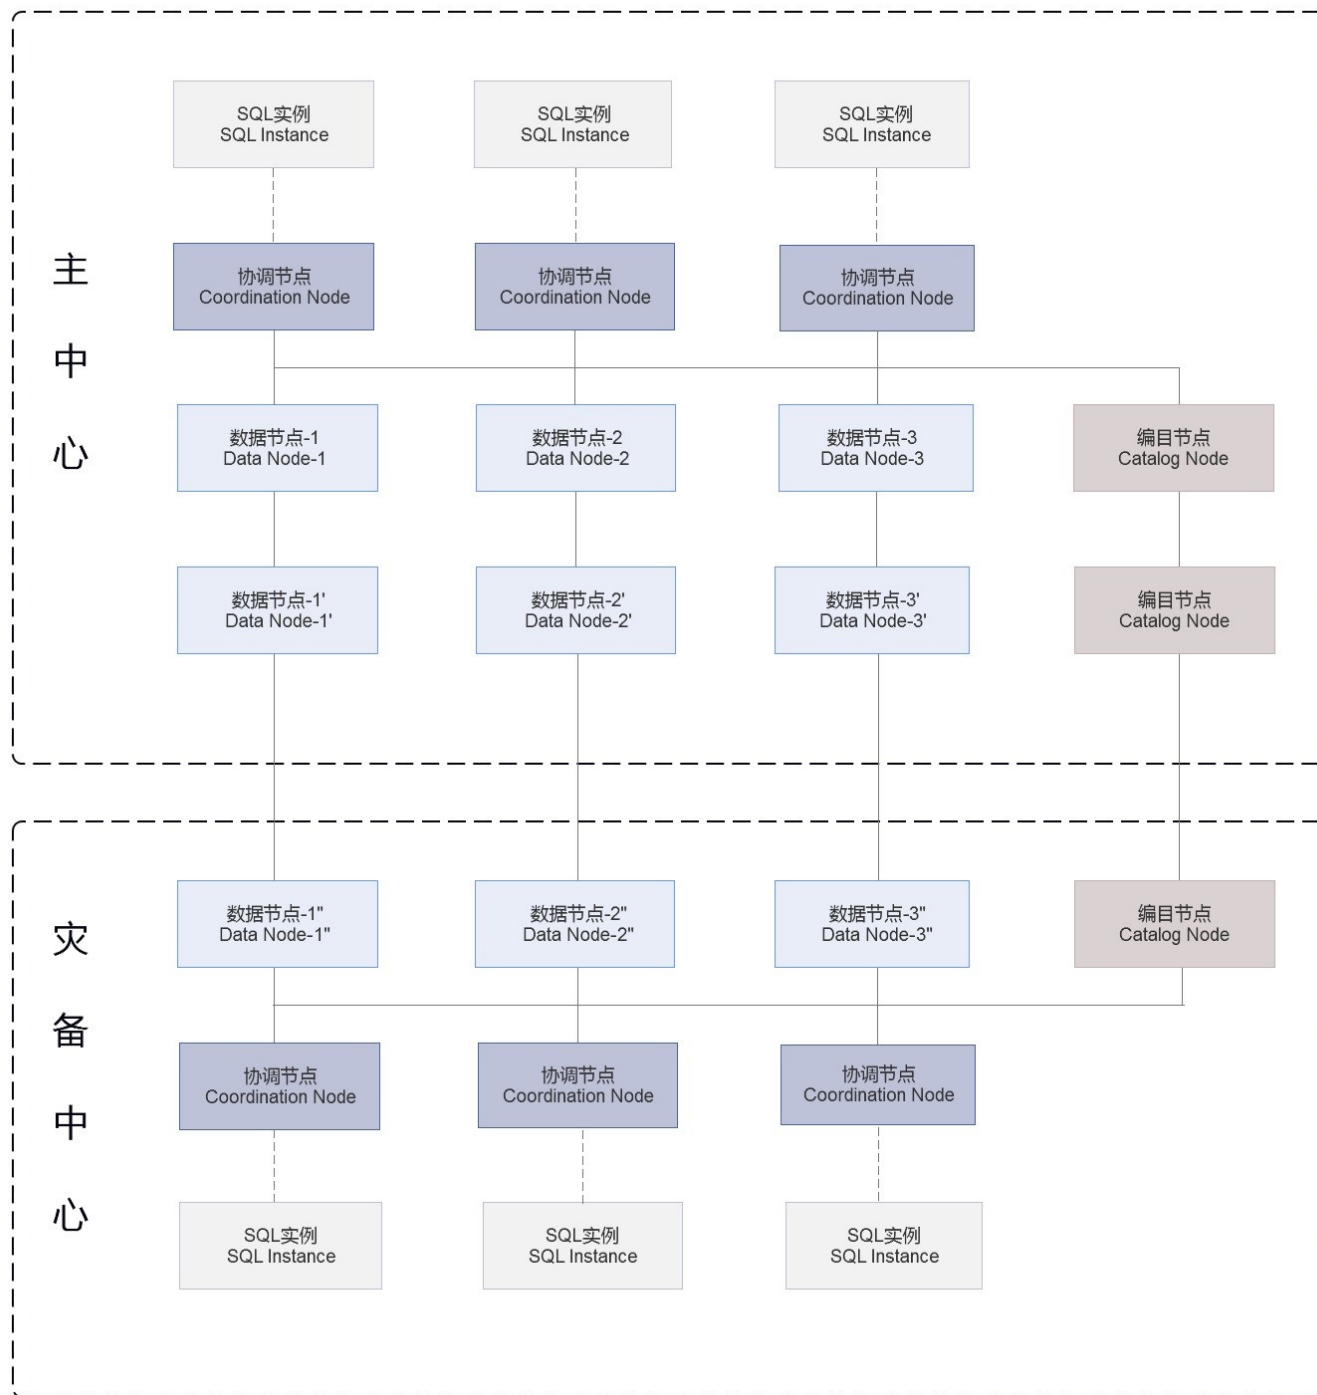 SQL实例
SQL Instance
SQL实例
SQL Instance
SQL实例
SQL Instance
主中心
协调节点
Coordination Node
协调节点
Coordination Node
协调节点
Coordination Node
数据节点-1
Data Node-1
数据节点-2
Data Node-2
数据节点-3
Data Node-3
编目节点
Catalog Node
数据节点-1'
Data Node-1'
数据节点-2'
Data Node-2'
数据节点-3'
Data Node-3'
编目节点
Catalog Node
灾备中心
数据节点-1"
Data Node-1"
数据节点-2"
Data Node-2"
数据节点-3"
Data Node-3"
编目节点
Catalog Node
协调节点
Coordination Node
协调节点
Coordination Node
协调节点
Coordination Node
SQL实例
SQL Instance
SQL实例
SQL Instance
SQL实例
SQL Instance